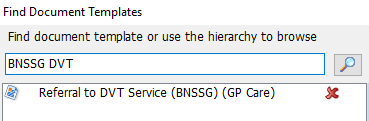 Find Document Templates
Find document template or use the hierarchy to browse
BNSSG DVT
Referral to DVT Service (BNSSG) (GP Care)